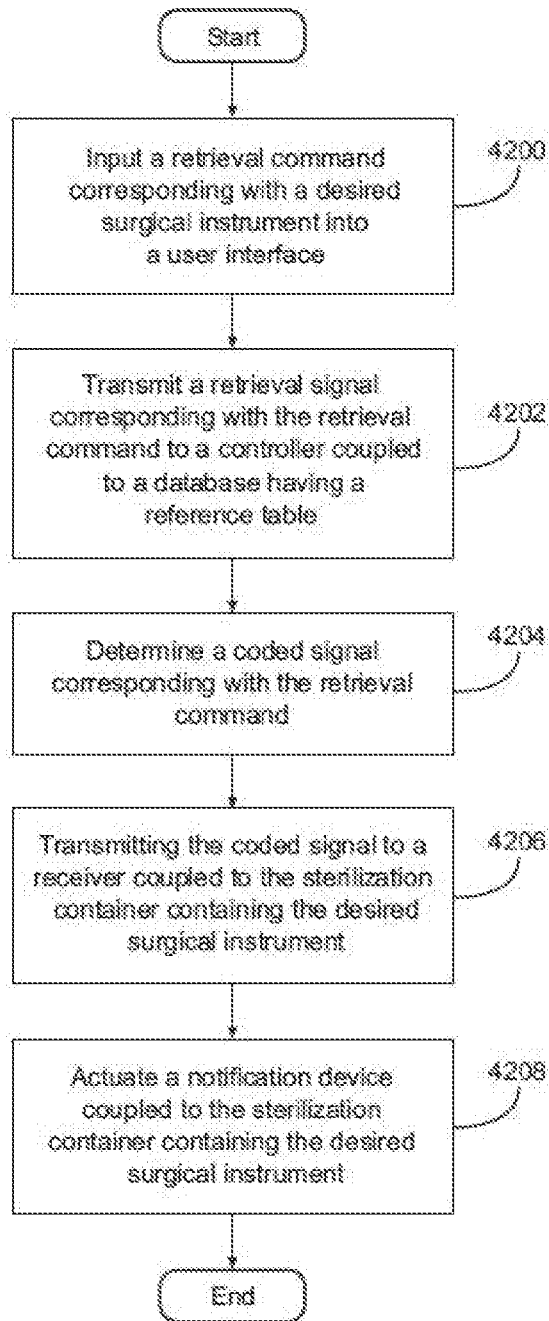 Start
Input a retrieval command
corresponding with a desired
surgical instrument into
a user interface
4200
Transmit a retrieval signal
corresponding with the retrieval
command to a controller coupled
to a database having a
reference table
4202
Determine a coded signal
corresponding with the retrieval
command
4204
Transmitting the coded signal to a
receiver coupled to the sterilization
container containing the desired
surgical instrument
4206
Actuate a notification device
coupled to the sterilization
container containing the desired
surgical instrument
4208
End